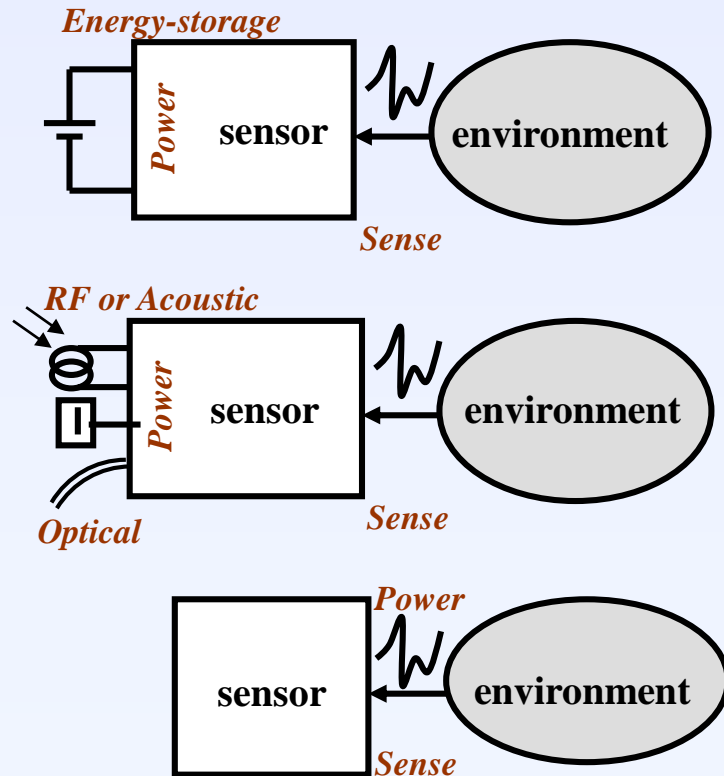 Energy-storage
Power
sensor
environment
Sense
RF or Acoustic
Power
sensor
environment
Optical
Sense
Power
sensor
environment
Sense